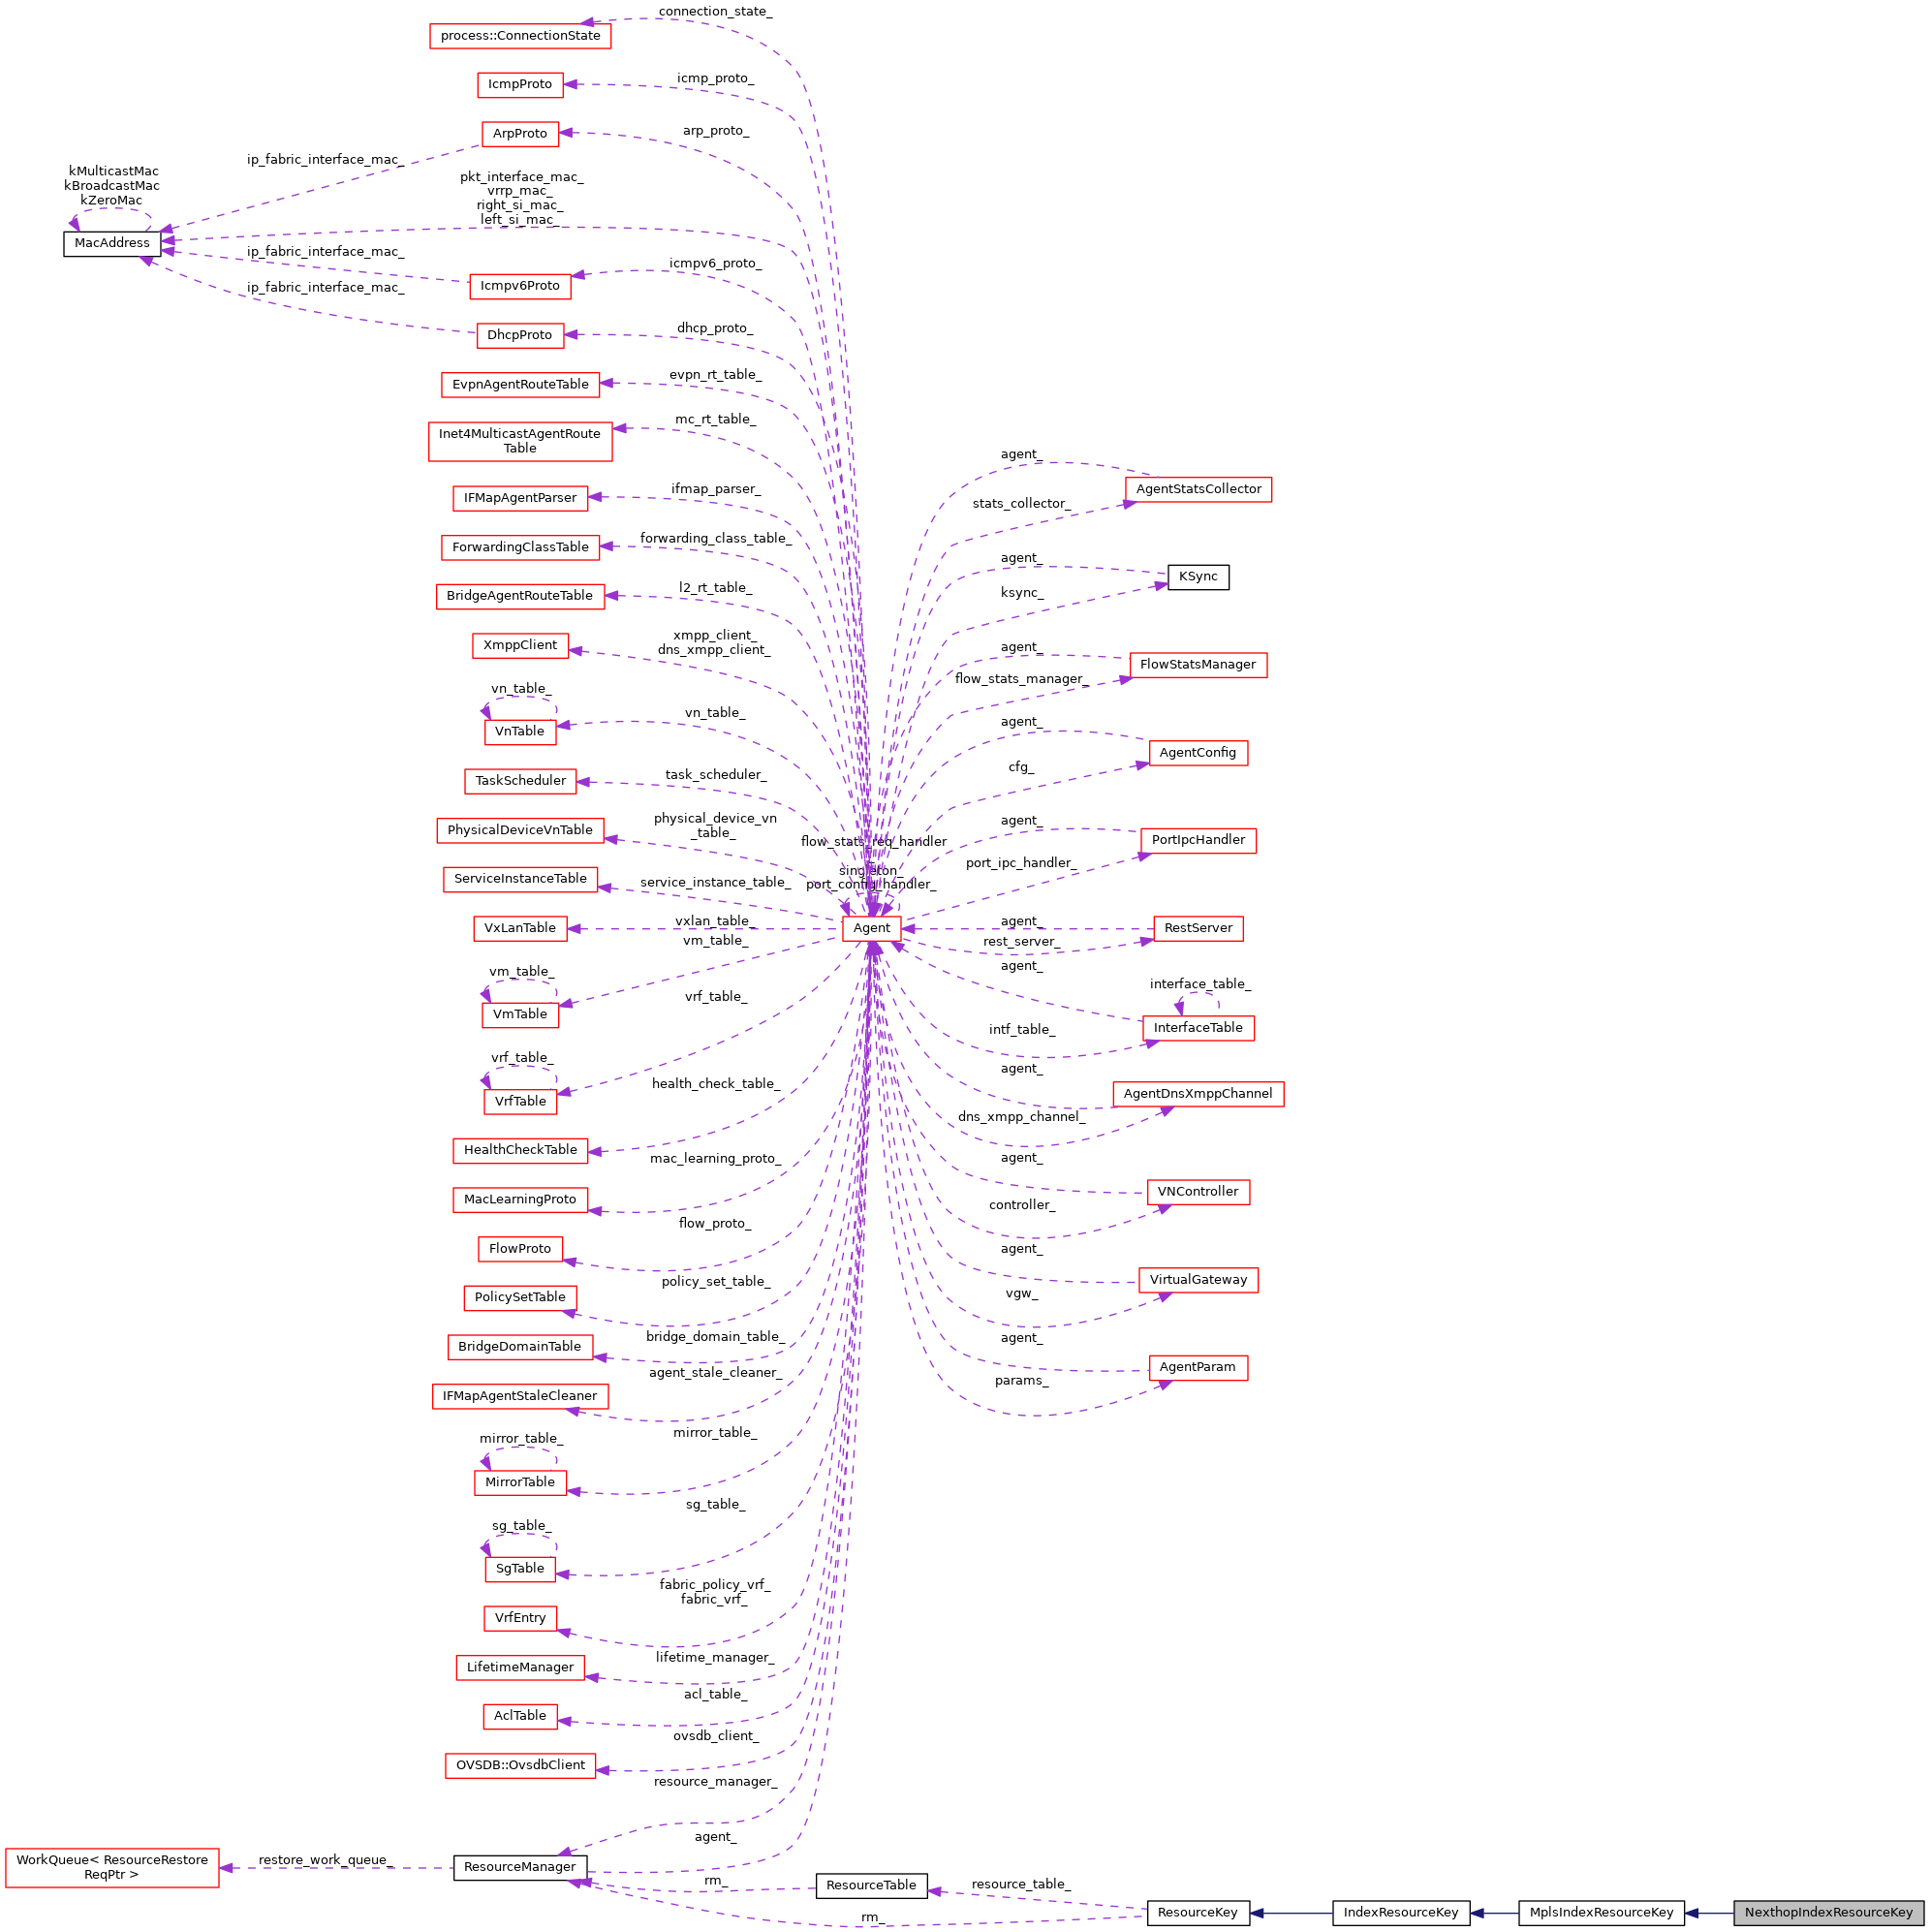 connection_state_
process::ConnectionState
icmp_proto_
IcmpProto
arp_proto_
ArpProto
ip_fabric_interface_mac_
kMulticastMac
kBroadcastMac
kZeroMac
pkt_interface_mac_
vrrp_mac_
right_si_mac_
left_si_mac_
MacAddress
ip_fabric_interface_mac_
icmpv6_proto_
Icmpv6Proto
ip_fabric_interface_mac_
dhcp_proto_
DhcpProto
evpn_rt_table_
EvpnAgentRouteTable
mc_rt_table_
Inet4MulticastAgentRoute
Table
ifmap_parser_
IFMapAgentParser
forwarding_class_table_
ForwardingClassTable
l2_rt_table_
BridgeAgentRouteTable
xmpp_client_
dns_xmpp_client_
XmppClient
vn_table_
vn_table_
VnTable
task_scheduler_
TaskScheduler
physical_device_vn
_table_
PhysicalDeviceVnTable
service_instance_table_
ServiceInstanceTable
vxlan_table_
VxLanTable
vm_table_
vm_table_
VmTable
vrf_table_
vrf_table_
VrfTable
health_check_table_
HealthCheckTable
mac_learning_proto_
MacLearningProto
flow_proto_
FlowProto
policy_set_table_
PolicySetTable
bridge_domain_table_
BridgeDomainTable
agent_stale_cleaner_
IFMapAgentStaleCleaner
mirror_table_
mirror_table_
MirrorTable
sg_table_
sg_table_
SgTable
fabric_policy_vrf_
fabric_vrf_
VrfEntry
lifetime_manager_
LifetimeManager
acl_table_
AclTable
ovsdb_client_
OVSDB::OvsdbClient
resource_manager_
agent_
WorkQueue< ResourceRestore
ReqPtr >
restore_work_queue_
ResourceManager
flow_stats_req_handler
_
singleton_
port_config_handler_
Agent
agent_
AgentStatsCollector
stats_collector_
agent_
KSync
ksync_
agent_
FlowStatsManager
flow_stats_manager_
agent_
AgentConfig
cfg_
agent_
PortIpcHandler
port_ipc_handler_
agent_
RestServer
rest_server_
agent_
interface_table_
InterfaceTable
intf_table_
agent_
AgentDnsXmppChannel
dns_xmpp_channel_
agent_
VNController
controller_
agent_
VirtualGateway
vgw_
agent_
AgentParam
params_
rm_
ResourceTable
resource_table_
rm_
ResourceKey
IndexResourceKey
MplsIndexResourceKey
NexthopIndexResourceKey